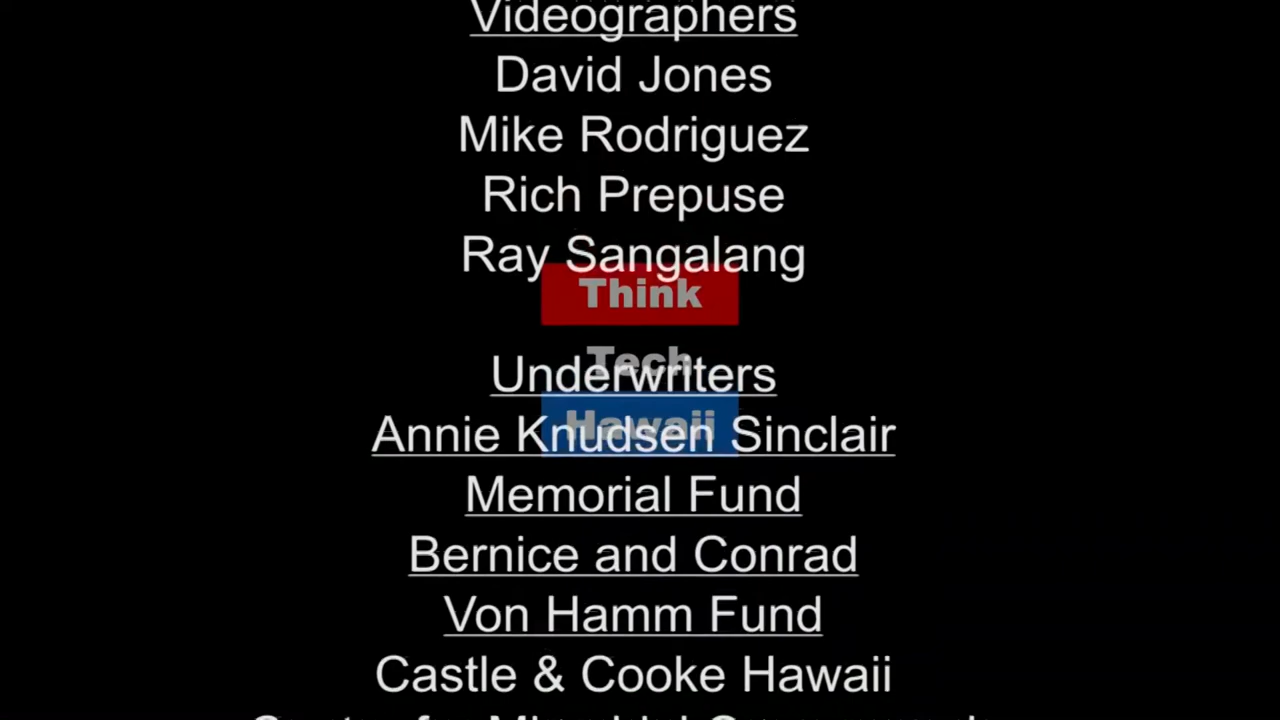 Videographers
David Jones
Mike Rodriguez
Rich Prepuse
Ray Sangalang
Think
Tech
Hawaii
Underwriters
Annie Knudsen Sinclair
Memorial Fund
Bernice and Conrad
Von Hamm Fund
Castle & Cooke Hawaii